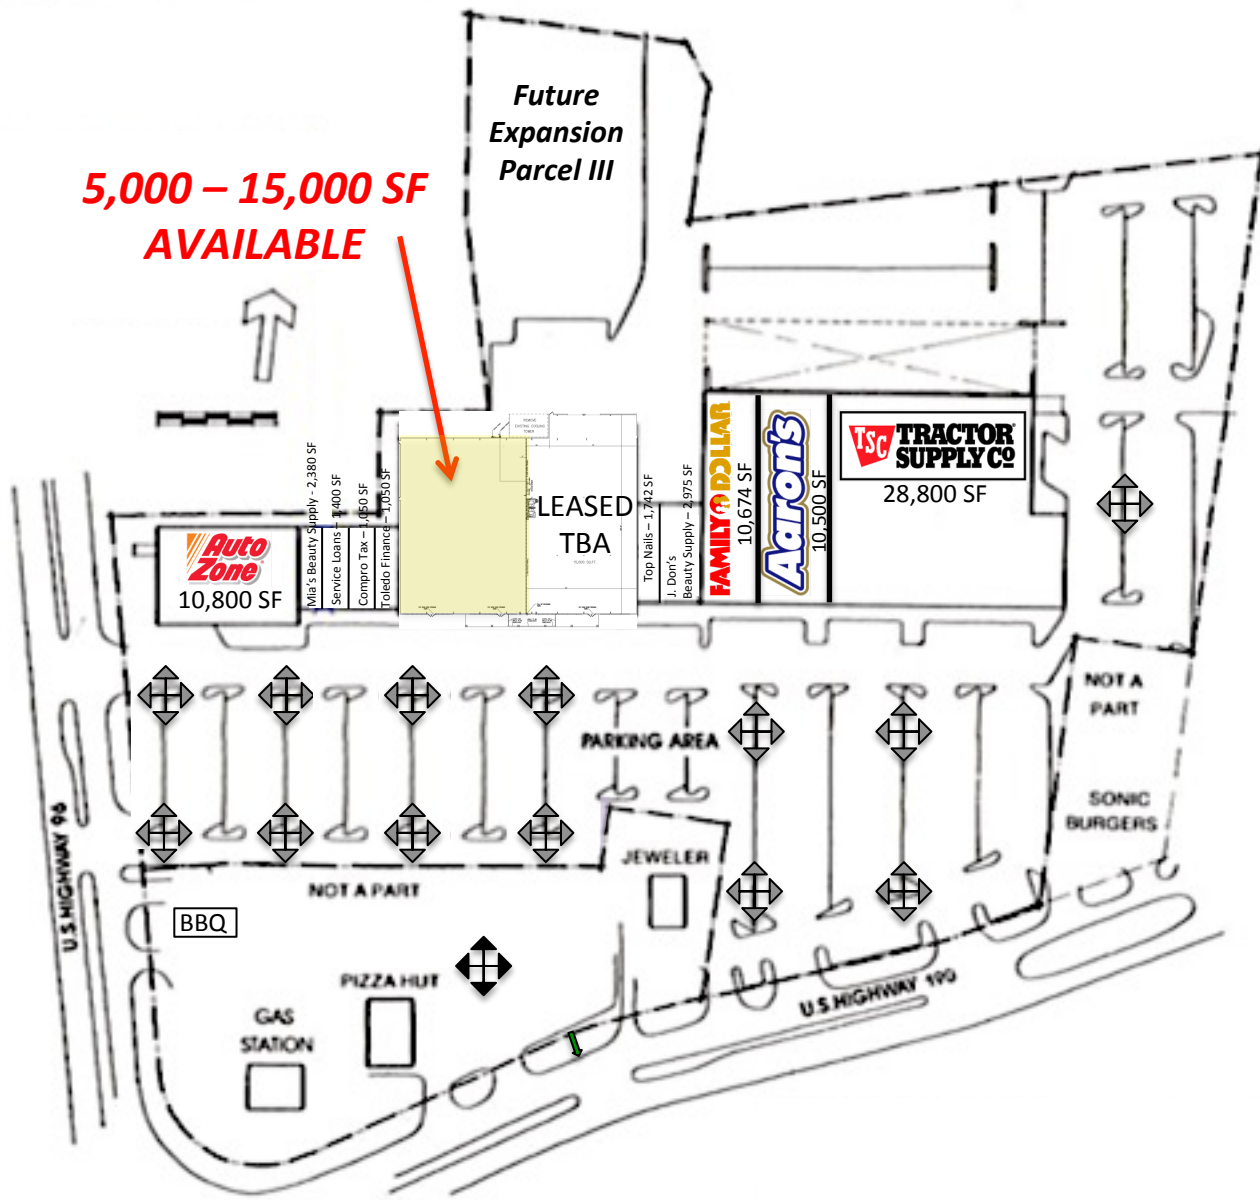 Future
Expansion
Parcel III
5,000 – 15,000 SF
AVAILABLE
Auto
Zone
10,800 SF
Mia's Beauty Supply - 2,380 SF
Service Loans – 1,400 SF
Compro Tax – 1,050 SF
Toledo Finance – 1,050 SF
LEASED
TBA
Top Nails – 1,742 SF
J. Don's
Beauty Supply – 2,975 SF
FAMILY DOLLAR
10,674 SF
Aaron's
10,500 SF
TSC TRACTOR
SUPPLY CO
28,800 SF
PARKING AREA
NOT A
PART
SONIC
BURGERS
JEWELER
NOT A PART
BBQ
PIZZA HUT
GAS
STATION
U.S.HIGHWAY 96
U.S.HIGHWAY 190